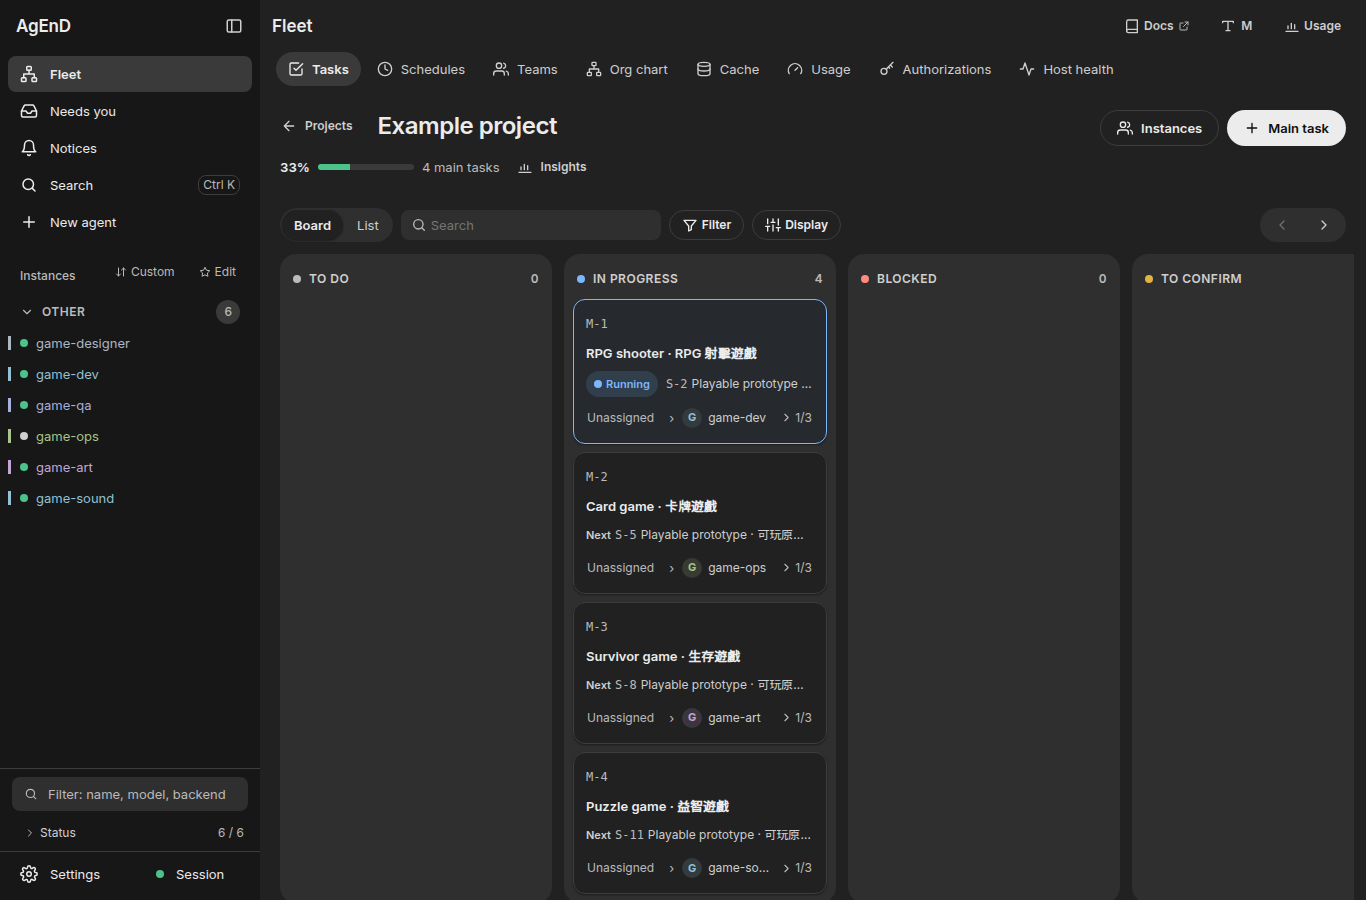 AgEnD
Fleet
Needs you
Notices
Search Ctrl K
New agent
Instances Custom Edit
OTHER 6
game-designer
game-dev
game-qa
game-ops
game-art
game-sound
Filter: name, model, backend
Status 6 / 6
Settings Session
Fleet Docs M Usage
Tasks Schedules Teams Org chart Cache Usage Authorizations Host health
Projects Example project Instances Main task
33% 4 main tasks Insights
Board List Search Filter Display
TO DO 0
IN PROGRESS 4
M-1
RPG shooter · RPG 射擊遊戲
Running S-2 Playable prototype ...
Unassigned › G game-dev 1/3
M-2
Card game · 卡牌遊戲
Next S-5 Playable prototype · 可玩原...
Unassigned › G game-ops 1/3
M-3
Survivor game · 生存遊戲
Next S-8 Playable prototype · 可玩原...
Unassigned › G game-art 1/3
M-4
Puzzle game · 益智遊戲
Next S-11 Playable prototype · 可玩原...
Unassigned › G game-so... 1/3
BLOCKED 0
TO CONFIRM